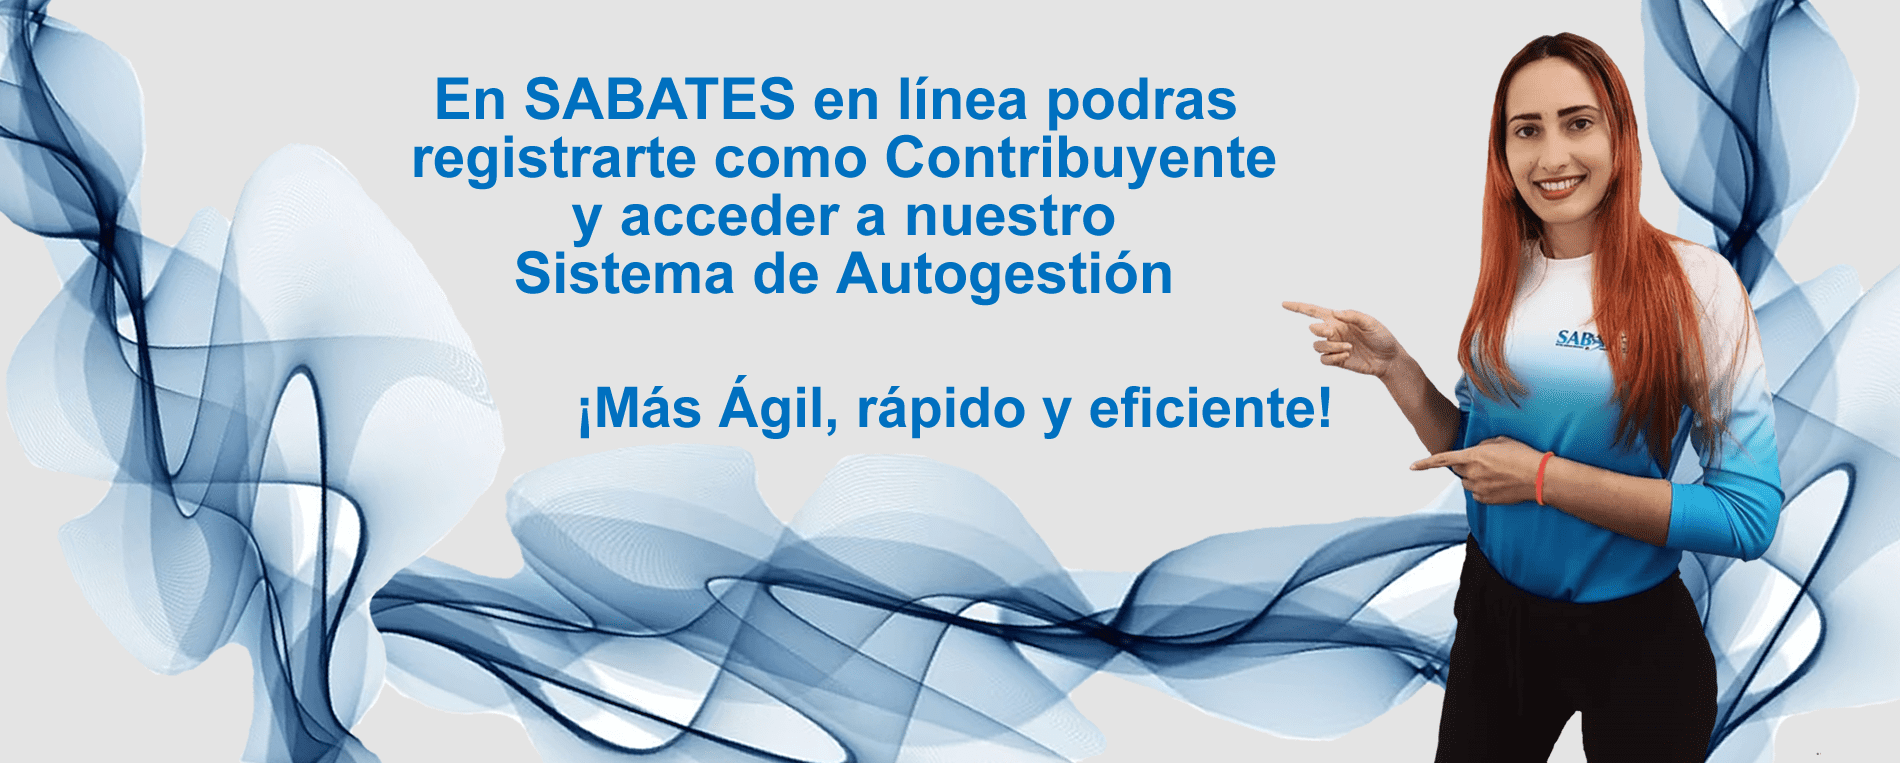 En SABATES en línea podras
registrarte como Contribuyente
y acceder a nuestro
Sistema de Autogestión
¡Más Ágil, rápido y eficiente!